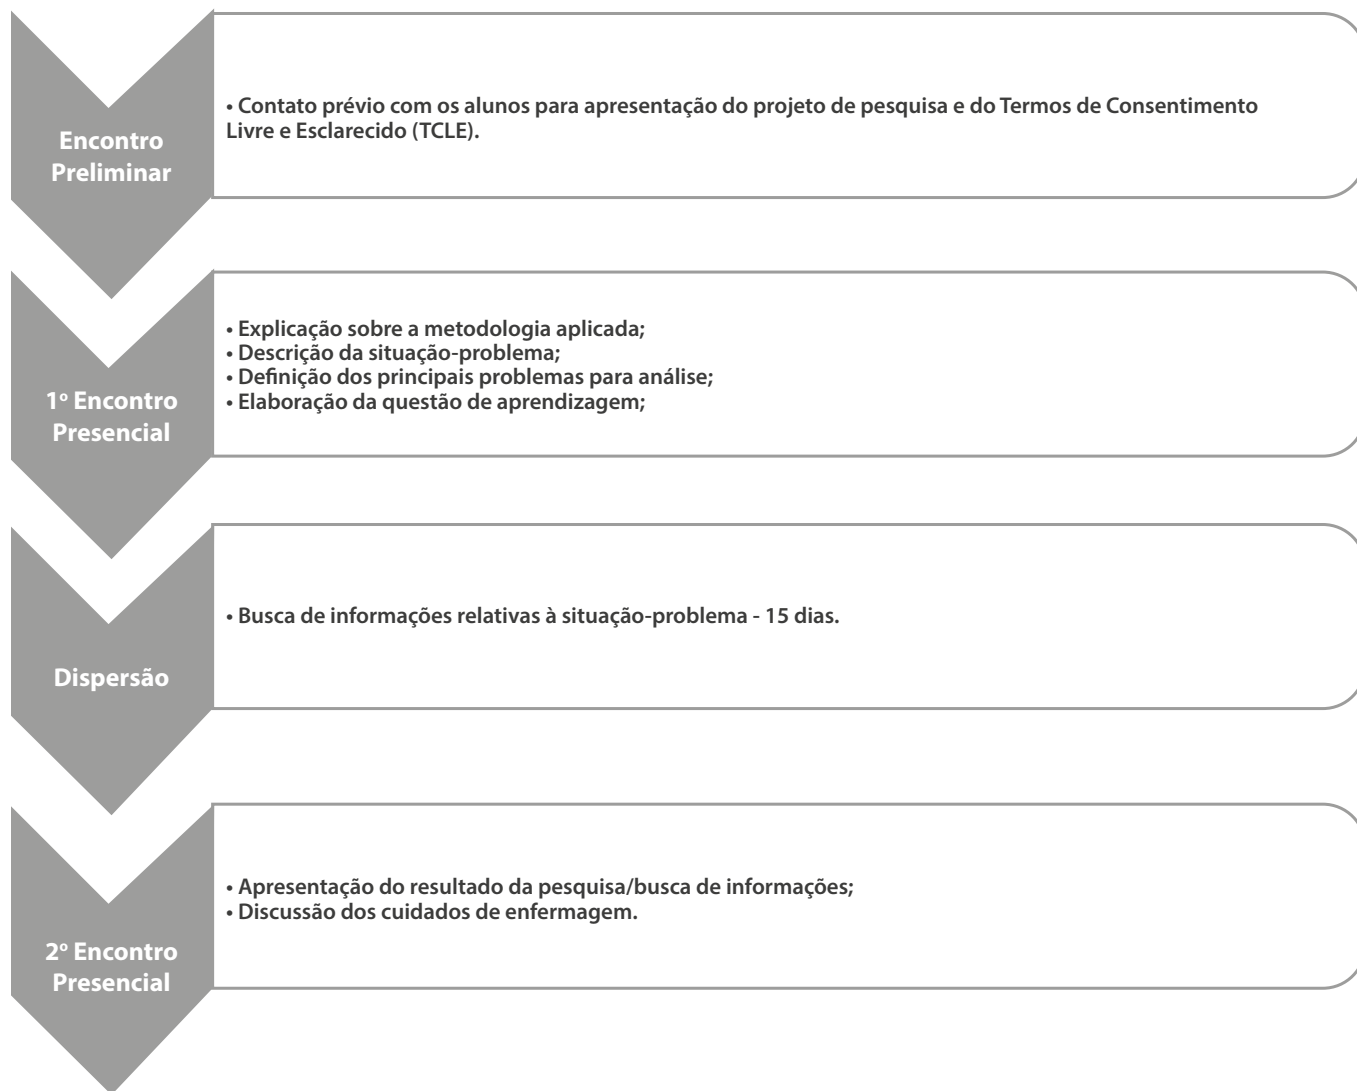 Encontro
Preliminar
• Contato prévio com os alunos para apresentação do projeto de pesquisa e do Termos de Consentimento
Livre e Esclarecido (TCLE).
1º Encontro
Presencial
• Explicação sobre a metodologia aplicada;
• Descrição da situação-problema;
• Definição dos principais problemas para análise;
• Elaboração da questão de aprendizagem;
Dispersão
• Busca de informações relativas à situação-problema - 15 dias.
2º Encontro
Presencial
• Apresentação do resultado da pesquisa/busca de informações;
• Discussão dos cuidados de enfermagem.